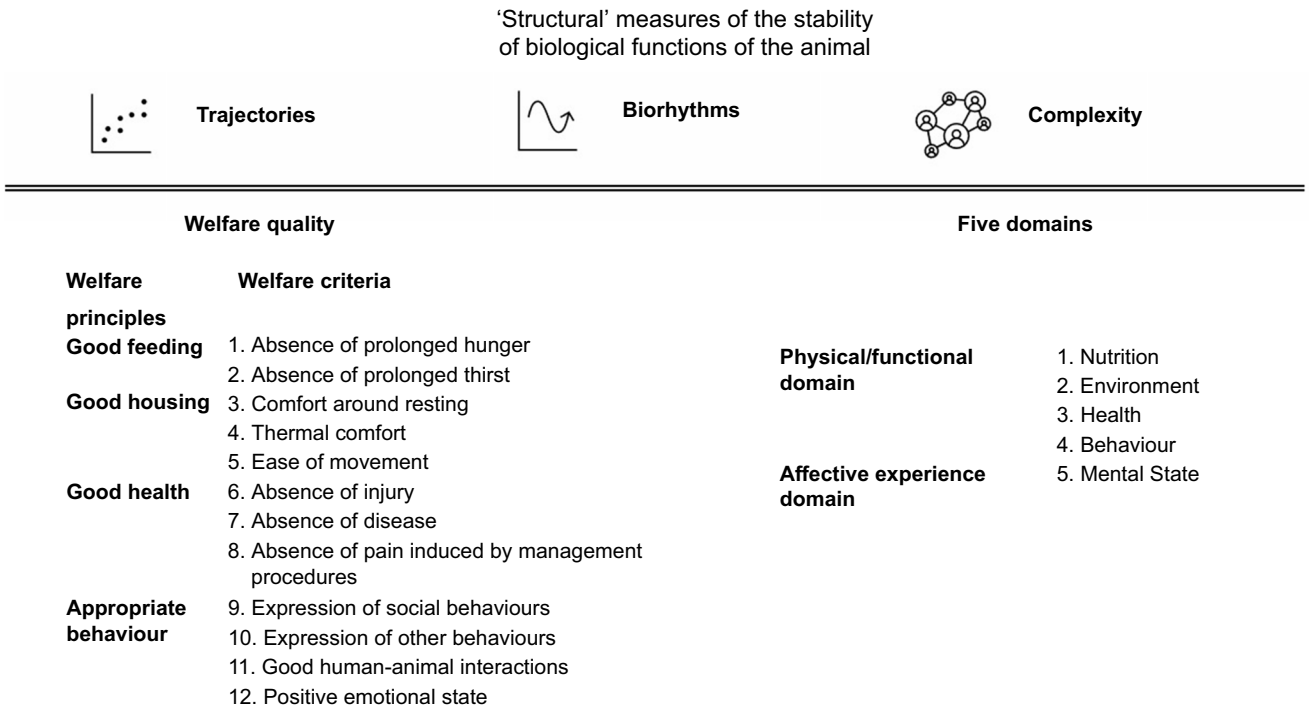 ‘Structural’ measures of the stability
of biological functions of the animal
Trajectories
Biorhythms
Complexity
Welfare quality
Welfare
principles
Welfare criteria
Good feeding
1. Absence of prolonged hunger
2. Absence of prolonged thirst
Good housing
3. Comfort around resting
4. Thermal comfort
5. Ease of movement
Good health
6. Absence of injury
7. Absence of disease
8. Absence of pain induced by management
procedures
Appropriate
behaviour
9. Expression of social behaviours
10. Expression of other behaviours
11. Good human-animal interactions
12. Positive emotional state
Five domains
Physical/functional
domain
1. Nutrition
2. Environment
3. Health
4. Behaviour
Affective experience
domain
5. Mental State